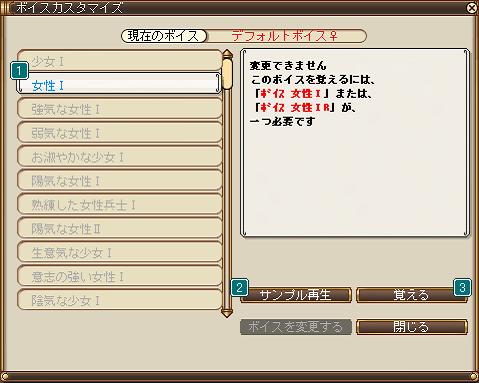 ボイスカスタマイズ
現在のボイス デフォルトボイス♀
1
少女Ⅰ
女性Ⅰ
強気な女性Ⅰ
弱気な女性Ⅰ
お淑やかな少女Ⅰ
陽気な女性Ⅰ
熟練した女性兵士Ⅰ
陽気な女性Ⅱ
生意気な少女Ⅰ
意志の強い女性Ⅰ
陰気な少女Ⅰ
変更できません
このボイスを覚えるには、
「ﾎﾞｲｽ 女性Ⅰ」または、
「ﾎﾞｲｽ 女性ⅠR」が、
一つ必要です
2 サンプル再生 覚える 3
ボイスを変更する 閉じる